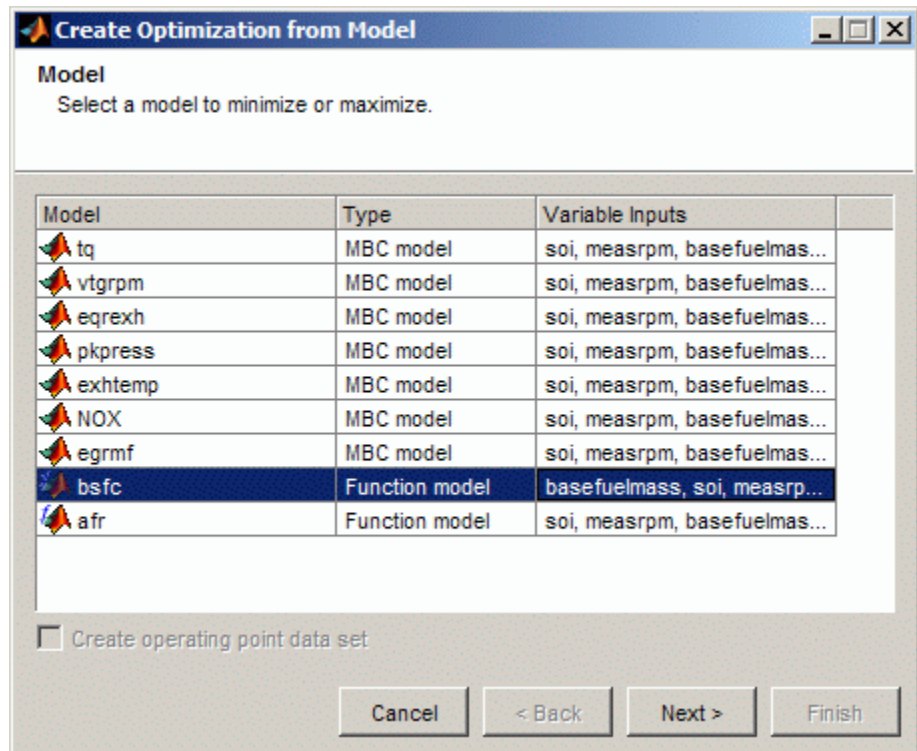 Create Optimization from Model
Model
Select a model to minimize or maximize.
Model Type Variable Inputs
tq MBC model soi, measrpm, basefuelmas...
vtgrpm MBC model soi, measrpm, basefuelmas...
eqrexh MBC model soi, measrpm, basefuelmas...
pkpress MBC model soi, measrpm, basefuelmas...
exhtemp MBC model soi, measrpm, basefuelmas...
NOX MBC model soi, measrpm, basefuelmas...
egrmf MBC model soi, measrpm, basefuelmas...
bsfc Function model basefuelmass, soi, measrp...
afr Function model soi, measrpm, basefuelmas...
Create operating point data set
Cancel < Back Next > Finish